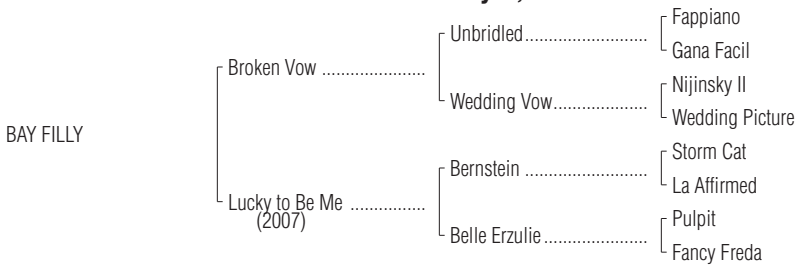 Fappiano
Unbridled
Gana Facil
Broken Vow
Nijinsky II
Wedding Vow
Wedding Picture
BAY FILLY
Storm Cat
Bernstein
La Affirmed
Lucky to Be Me
(2007)
Pulpit
Belle Erzulie
Fancy Freda